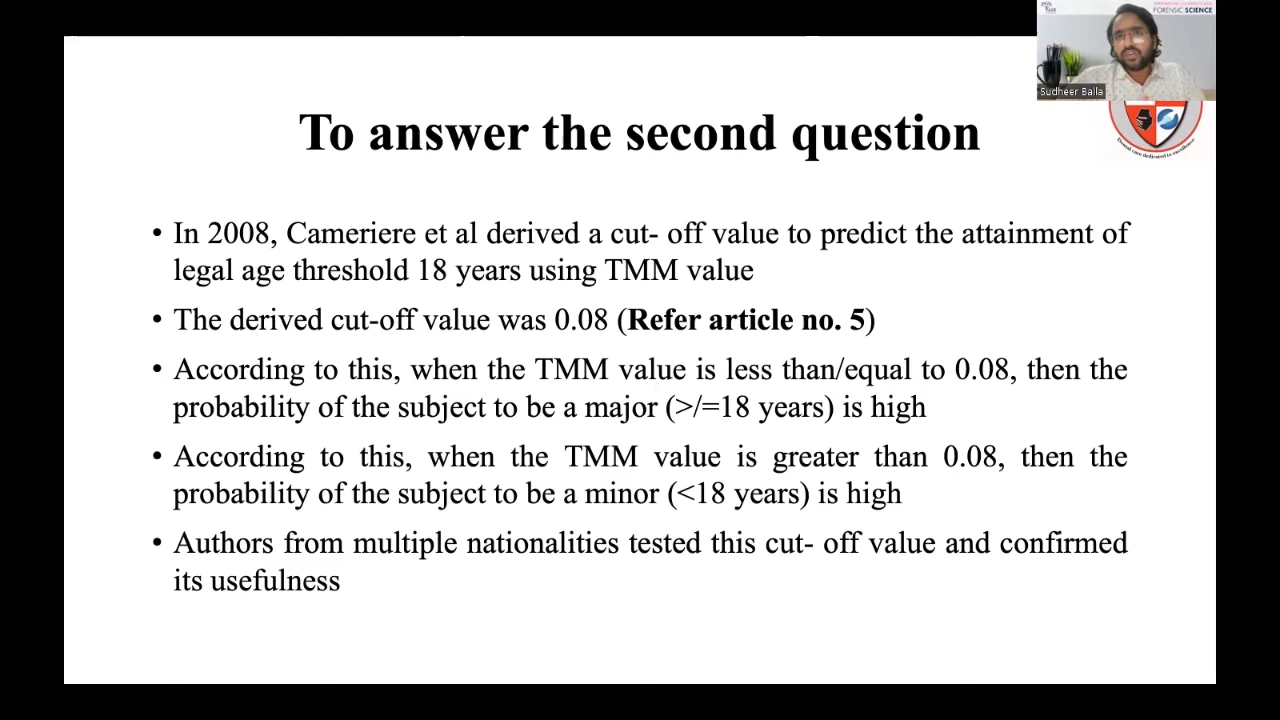 FORENSIC SCIENCE
Sudheer Balla
Dental care dedicated to excellence
To answer the second question
• In 2008, Cameriere et al derived a cut- off value to predict the attainment of
legal age threshold 18 years using TMM value
• The derived cut-off value was 0.08 (Refer article no. 5)
• According to this, when the TMM value is less than/equal to 0.08, then the
probability of the subject to be a major (>/=18 years) is high
• According to this, when the TMM value is greater than 0.08, then the
probability of the subject to be a minor (<18 years) is high
• Authors from multiple nationalities tested this cut- off value and confirmed
its usefulness